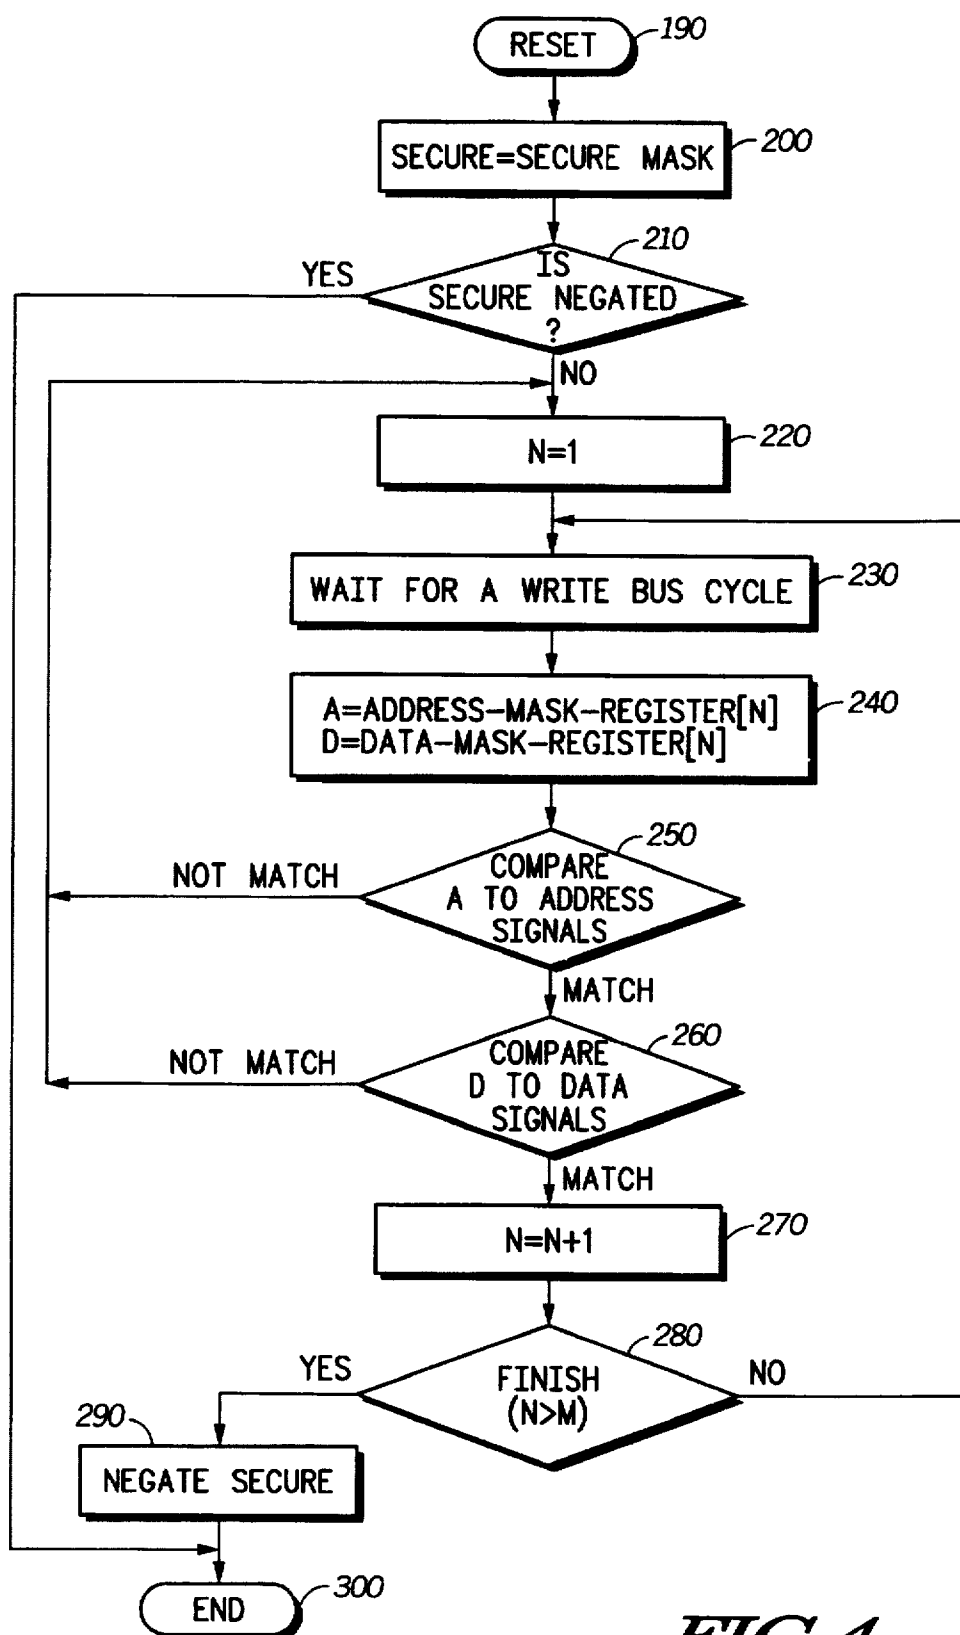 RESET
190
SECURE=SECURE MASK
200
210
YES
IS
SECURE NEGATED
?
NO
N=1
220
WAIT FOR A WRITE BUS CYCLE
230
A=ADDRESS-MASK-REGISTER[N]
D=DATA-MASK-REGISTER[N]
240
250
NOT MATCH
COMPARE
A TO ADDRESS
SIGNALS
MATCH
260
NOT MATCH
COMPARE
D TO DATA
SIGNALS
MATCH
N=N+1
270
280
YES
FINISH
(N>M)
NO
290
NEGATE SECURE
END
300
FIG.4